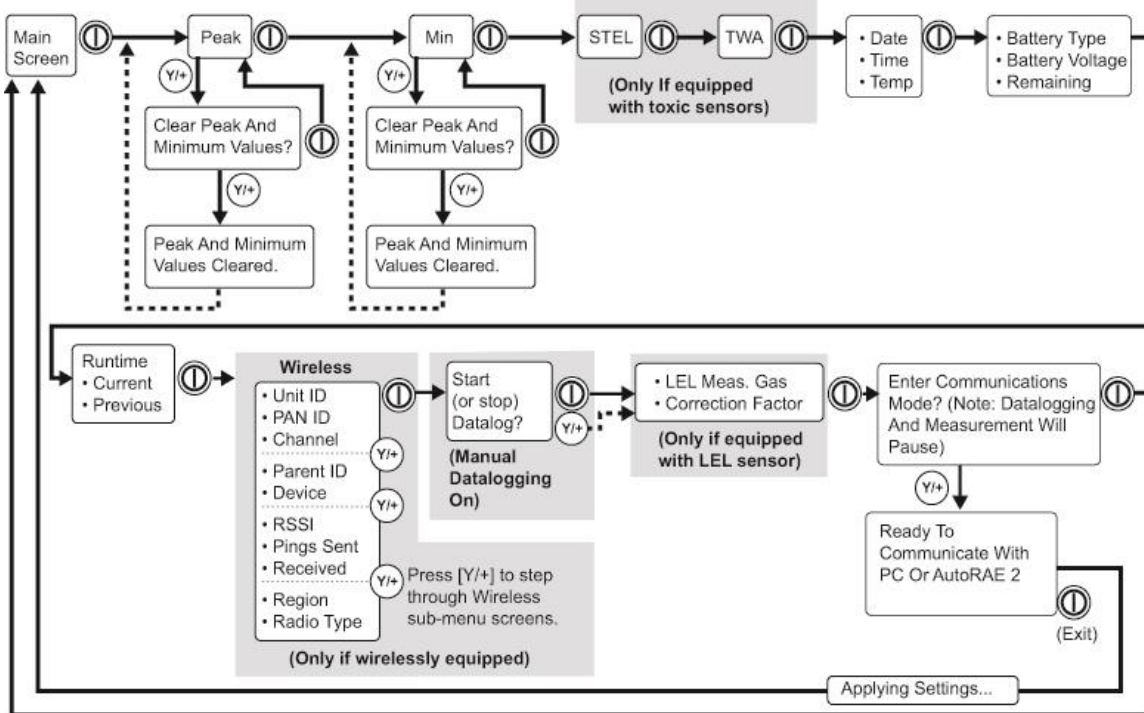 Main
Screen
Peak
Min
STEL
TWA
• Date
• Time
• Temp
• Battery Type
• Battery Voltage
• Remaining
(Only If equipped
with toxic sensors)
Y/+
Clear Peak And
Minimum Values?
Y/+
Peak And Minimum
Values Cleared.
Y/+
Clear Peak And
Minimum Values?
Y/+
Peak And Minimum
Values Cleared.
Runtime
• Current
• Previous
Wireless
• Unit ID
• PAN ID
• Channel
Y/+
• Parent ID
• Device
Y/+
• RSSI
• Pings Sent
• Received
Y/+
• Region
• Radio Type
Press [Y/+] to step
through Wireless
sub-menu screens.
(Only if wirelessly equipped)
Start
(or stop)
Datalog?
Y/+
(Manual
Datalogging
On)
• LEL Meas. Gas
• Correction Factor
(Only if equipped
with LEL sensor)
Enter Communications
Mode? (Note: Datalogging
And Measurement Will
Pause)
Y/+
Ready To
Communicate With
PC Or AutoRAE 2
(Exit)
Applying Settings...